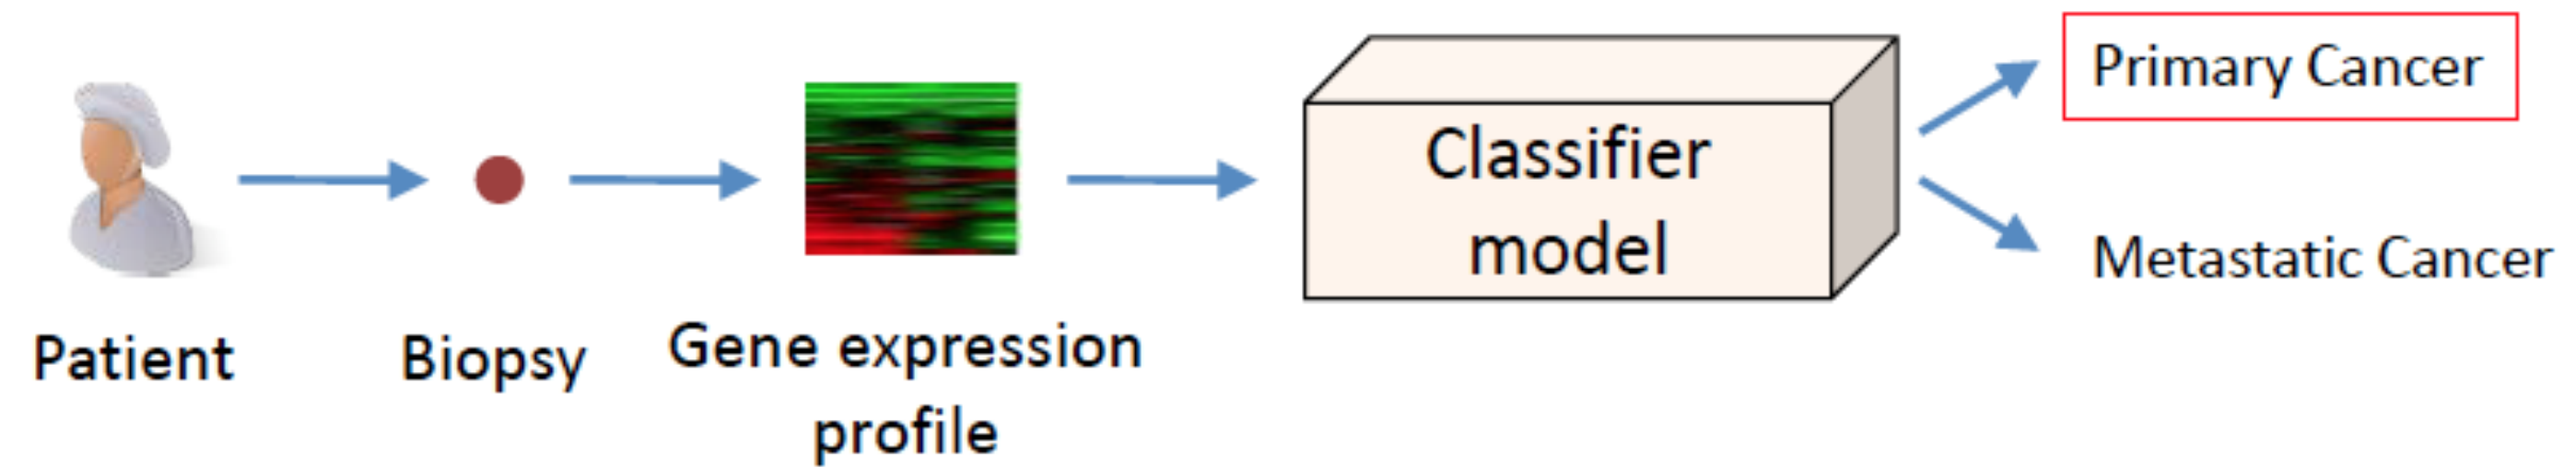 Patient
Biopsy
Gene expression
profile
Classifier
model
Primary Cancer
Metastatic Cancer